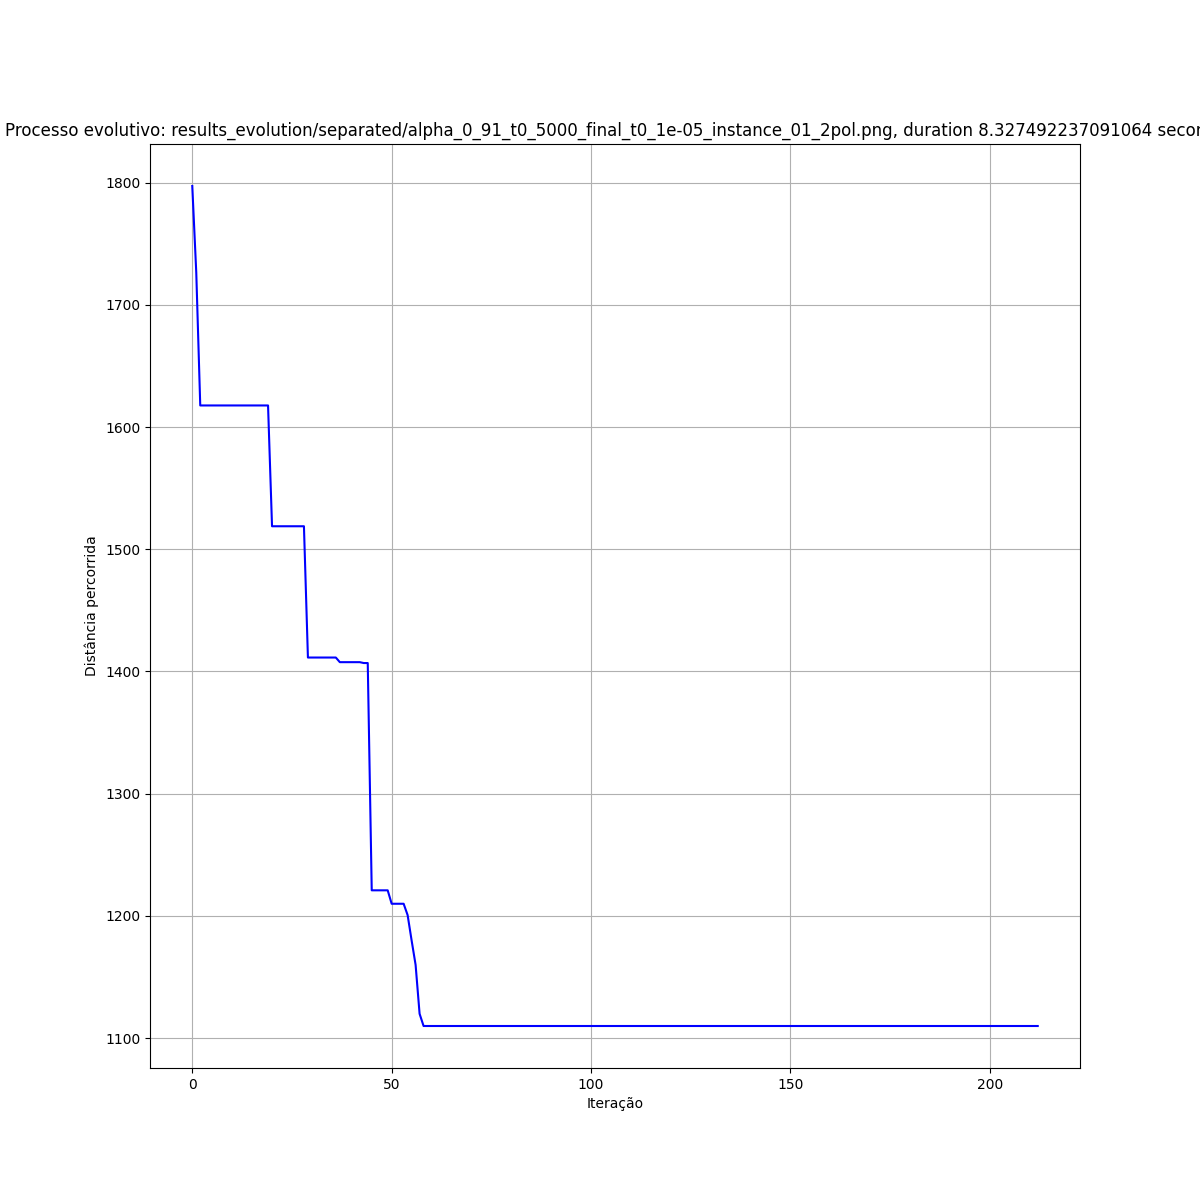 Processo evolutivo: results_evolution/separated/alpha_0_91_t0_5000_final_t0_1e-05_instance_01_2pol.png, duration 8.327492237091064
1800
1700
1600
1500
1400
1300
1200
1100
Distância percorrida
0 50 100 150 200
Iteração